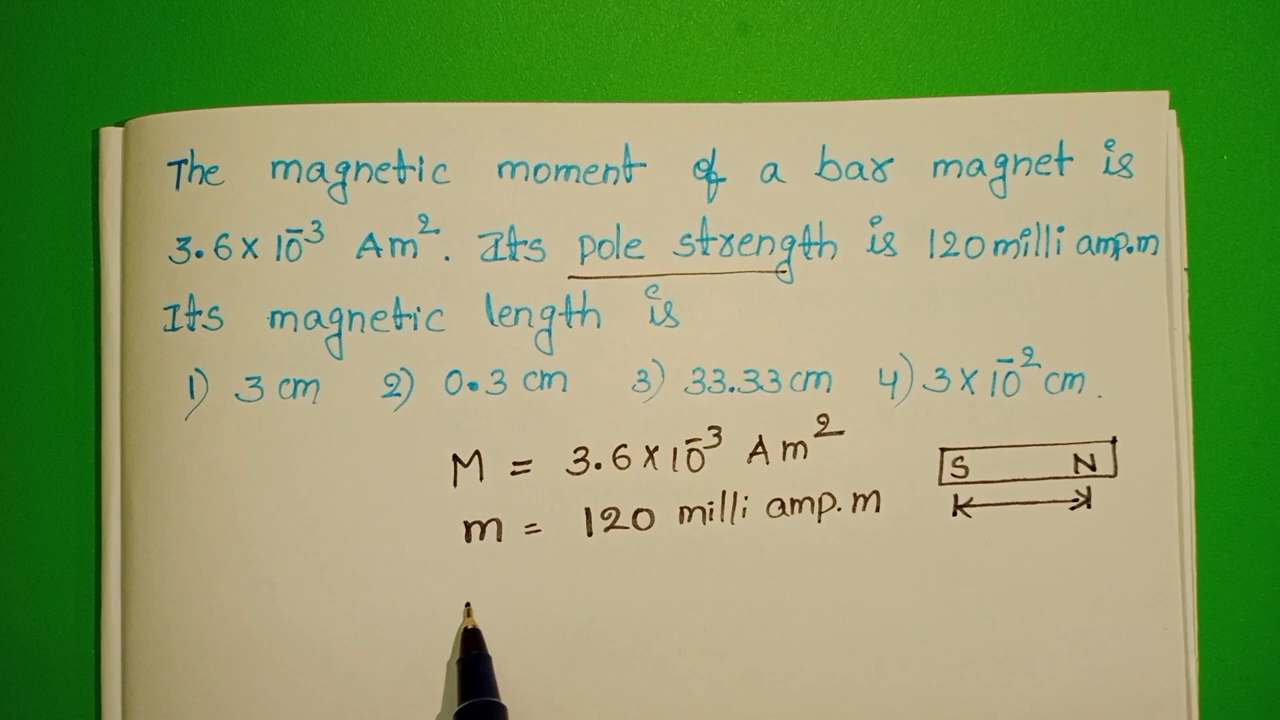 The magnetic moment of a bar magnet is
3.6 x 10⁻³ Am². Its pole strength is 120 milli amp.m
Its magnetic length is
1) 3 cm 2) 0.3 cm 3) 33.33 cm 4) 3 x 10⁻² cm.
M = 3.6 x 10⁻³ Am²
S N
m = 120 milli amp.m